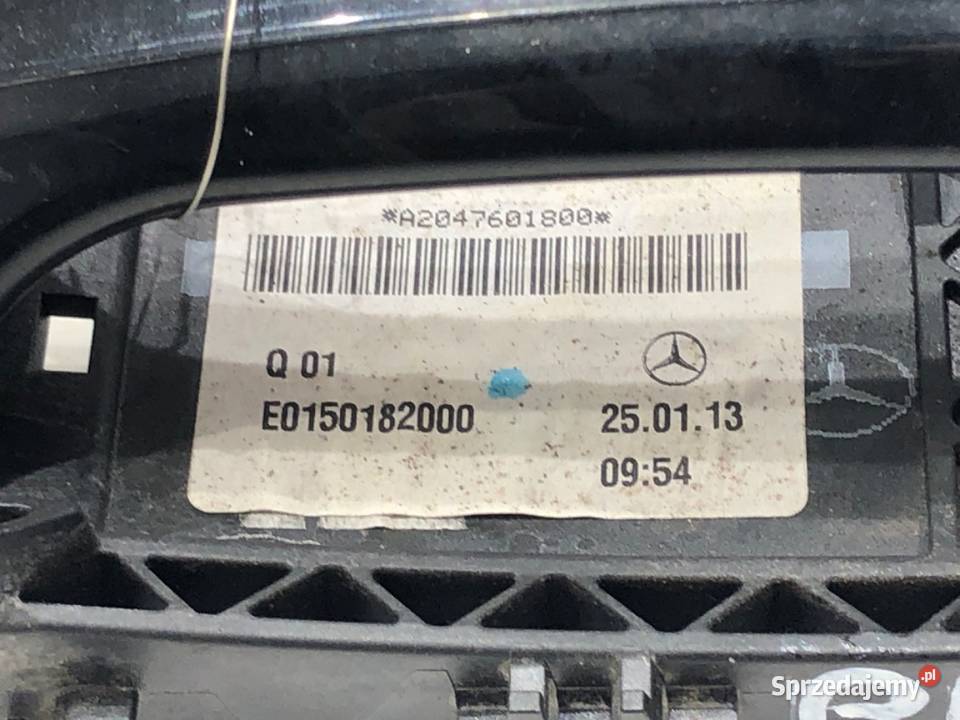 *A2047601800*
Q 01
E0150182000
25.01.13
09:54
Sprzedajemy.pl